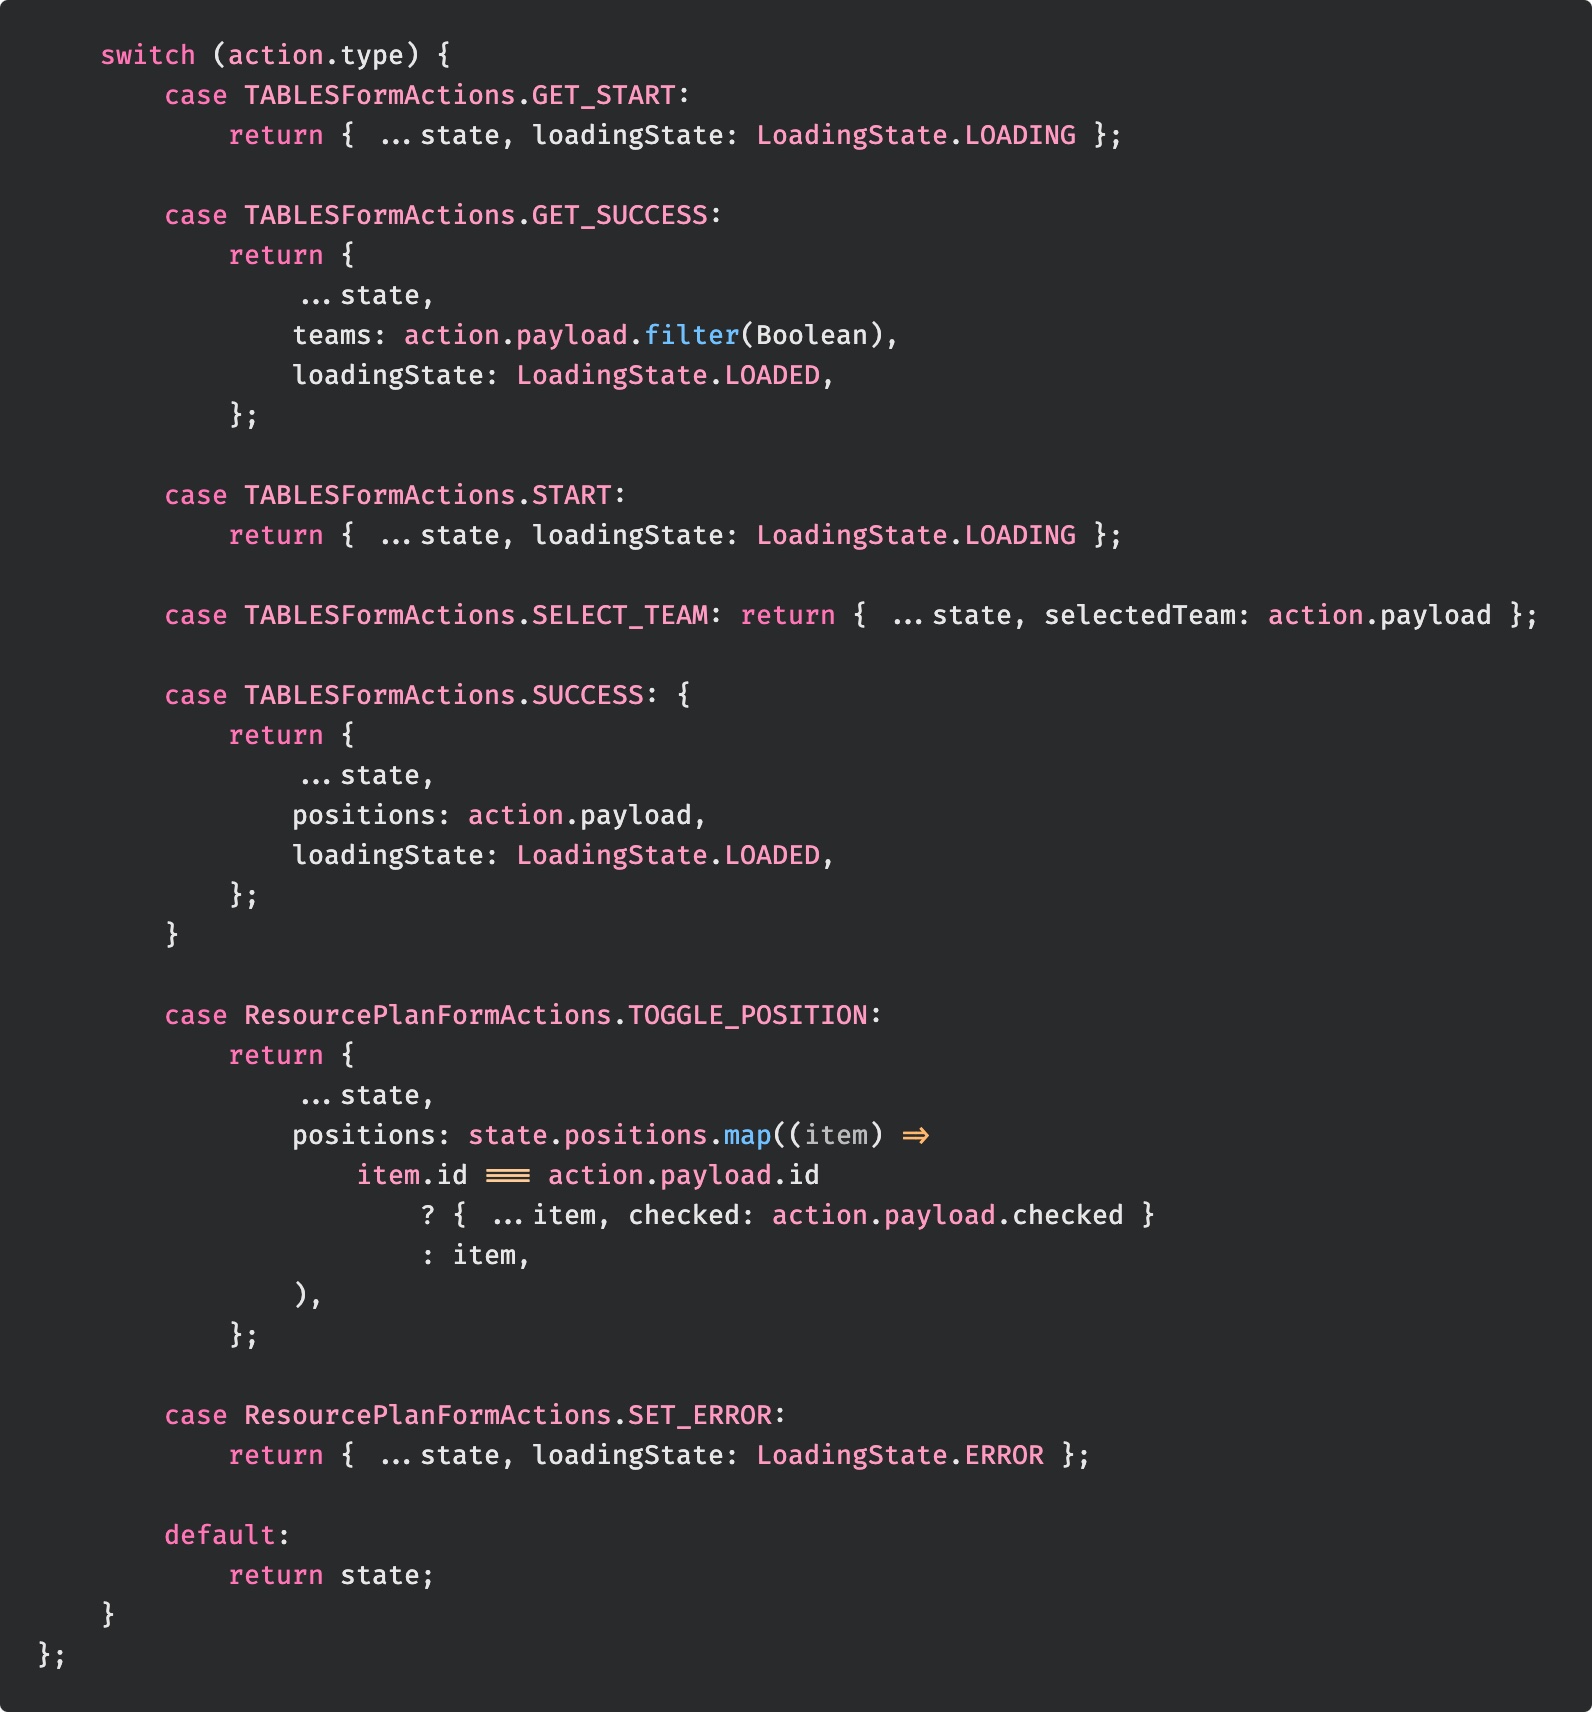 switch (action.type) {
case TABLESFormActions.GET_START:
return { ...state, loadingState: LoadingState.LOADING };
case TABLESFormActions.GET_SUCCESS:
return {
...state,
teams: action.payload.filter(Boolean),
loadingState: LoadingState.LOADED,
};
case TABLESFormActions.START:
return { ...state, loadingState: LoadingState.LOADING };
case TABLESFormActions.SELECT_TEAM: return { ...state, selectedTeam: action.payload };
case TABLESFormActions.SUCCESS: {
return {
...state,
positions: action.payload,
loadingState: LoadingState.LOADED,
};
}
case ResourcePlanFormActions.TOGGLE_POSITION:
return {
...state,
positions: state.positions.map((item) =>
item.id === action.payload.id
? { ...item, checked: action.payload.checked }
: item,
),
};
case ResourcePlanFormActions.SET_ERROR:
return { ...state, loadingState: LoadingState.ERROR };
default:
return state;
}
};